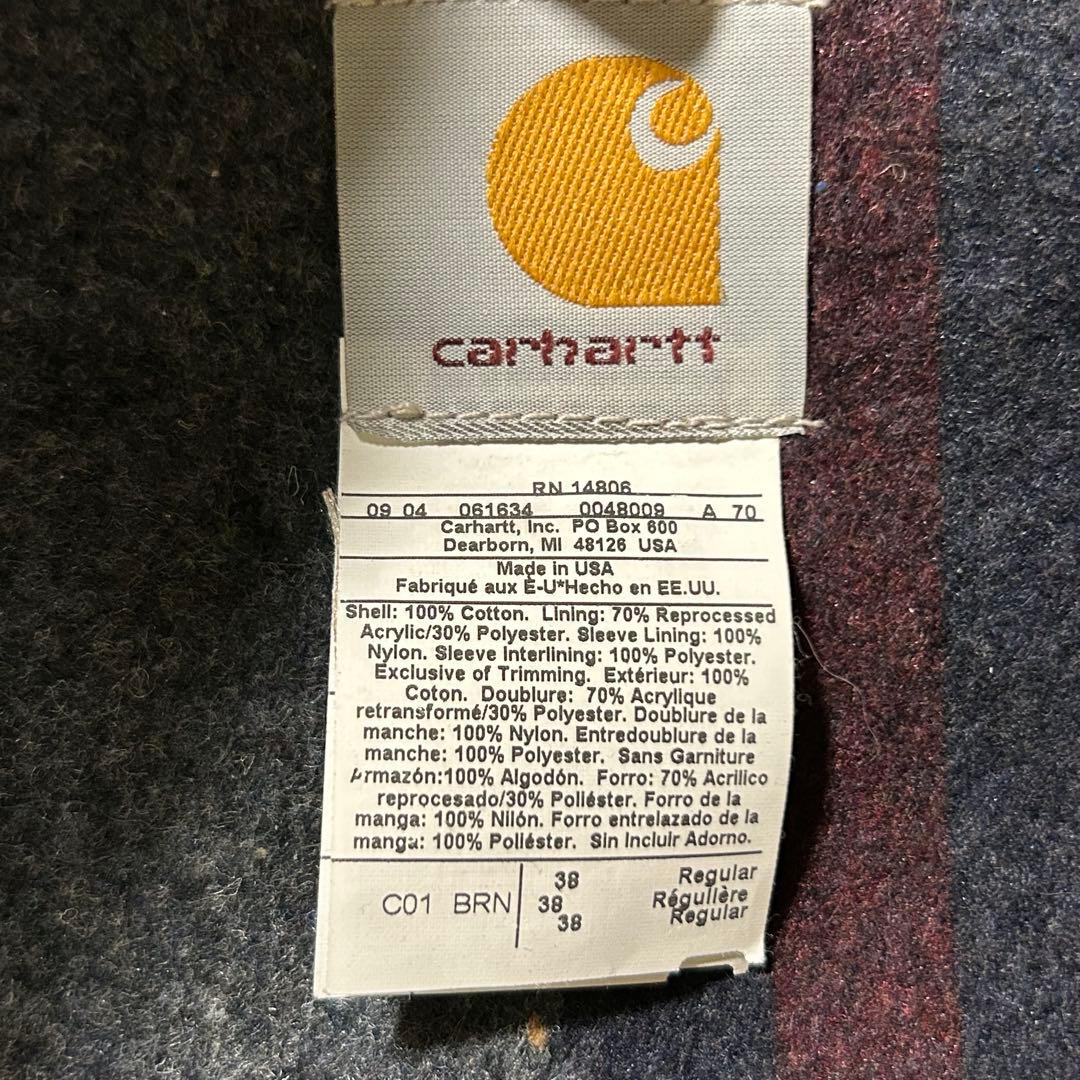 carhartt
RN 14806
09 04 061634 0048009 A 70
Carhartt, Inc. PO Box 600
Dearborn, MI 48126 USA
Made in USA
Fabriqué aux É-U*Hecho en EE.UU.
Shell: 100% Cotton. Lining: 70% Reprocessed
Acrylic/30% Polyester. Sleeve Lining: 100%
Nylon. Sleeve Interlining: 100% Polyester.
Exclusive of Trimming. Extérieur: 100%
Coton. Doublure: 70% Acrylique
retransformé/30% Polyester. Doublure de la
manche: 100% Nylon. Entredoublure de la
manche: 100% Polyester. Sans Garniture
Armazón:100% Algodón. Forro: 70% Acrilico
reprocesado/30% Poliéster. Forro de la
manga: 100% Nilón. Forro entrelazado de la
manga: 100% Poliéster. Sin Incluir Adorno.
38 Regular
C01 BRN 38 Régulière
38 Regular